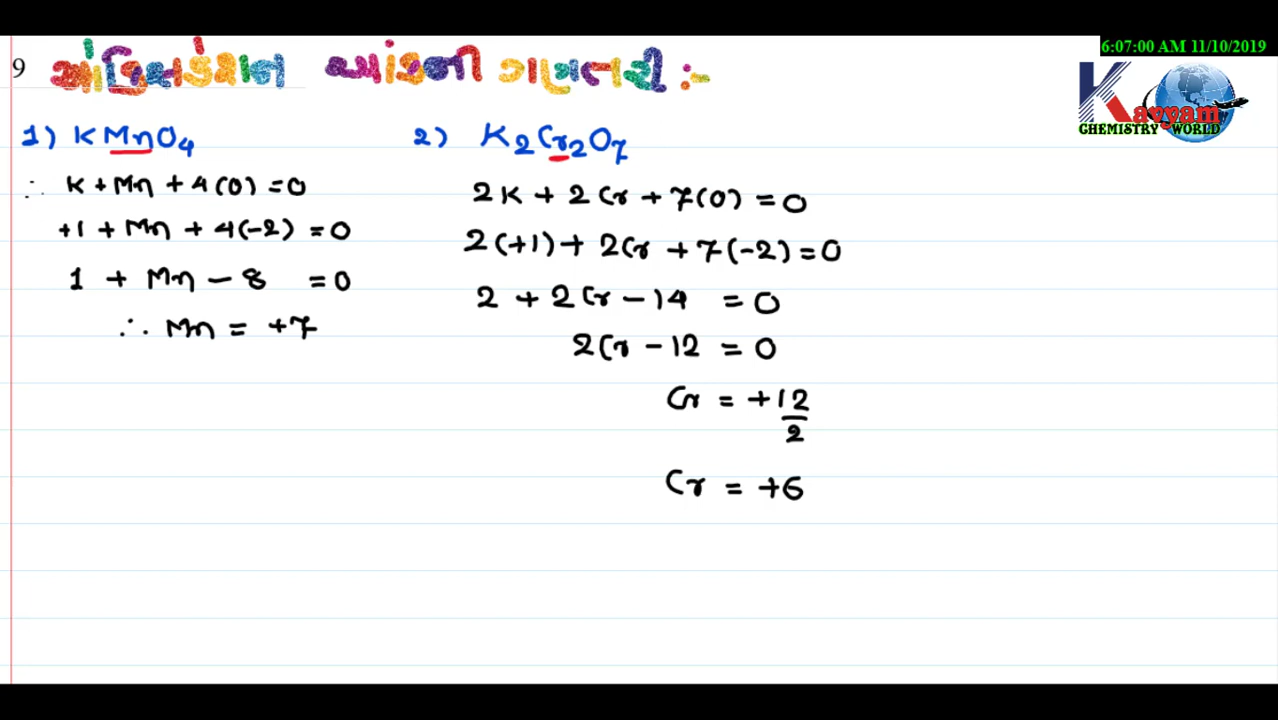 6:07:00 AM 11/10/2019
9
ઓક્સિડેશન આંકની ગણતરી :-
Kavyam
CHEMISTRY WORLD
1) KMnO4
∴ K + Mn + 4(O) = 0
+1 + Mn + 4(-2) = 0
1 + Mn - 8 = 0
∴ Mn = +7
2) K2Cr2O7
2K + 2Cr + 7(O) = 0
2(+1) + 2Cr + 7(-2) = 0
2 + 2Cr - 14 = 0
2Cr - 12 = 0
Cr = +12/2
Cr = +6